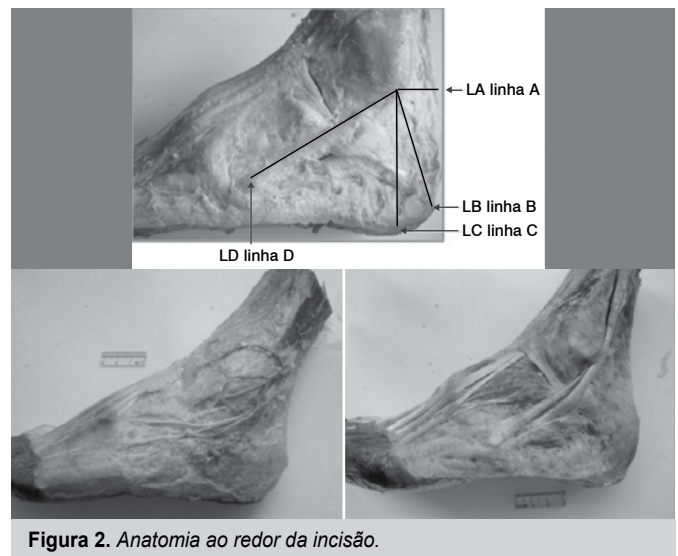 LA linha A
LB linha B
LC linha C
LD linha D
Figura 2. Anatomia ao redor da incisão.